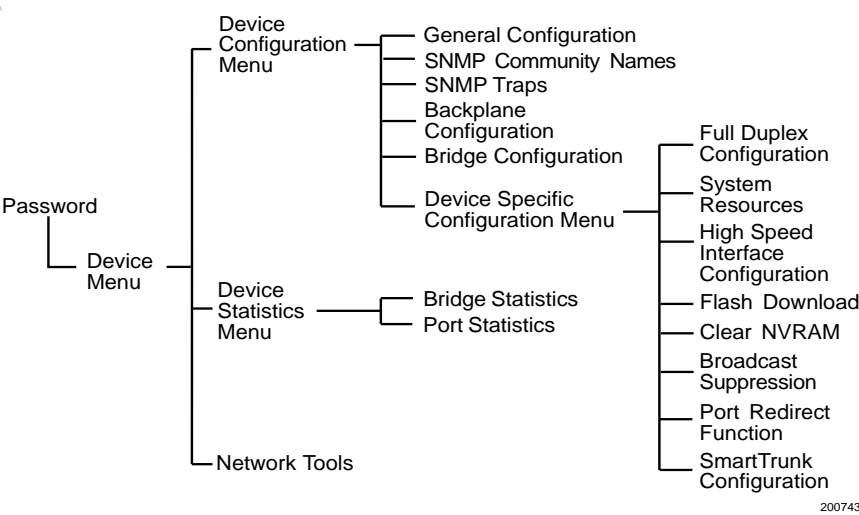 Password
Device
Menu
Device
Configuration
Menu
General Configuration
SNMP Community Names
SNMP Traps
Backplane
Configuration
Bridge Configuration
Device Specific
Configuration Menu
Full Duplex
Configuration
System
Resources
High Speed
Interface
Configuration
Flash Download
Clear NVRAM
Broadcast
Suppression
Port Redirect
Function
SmartTrunk
Configuration
Device
Statistics
Menu
Bridge Statistics
Port Statistics
Network Tools
200743